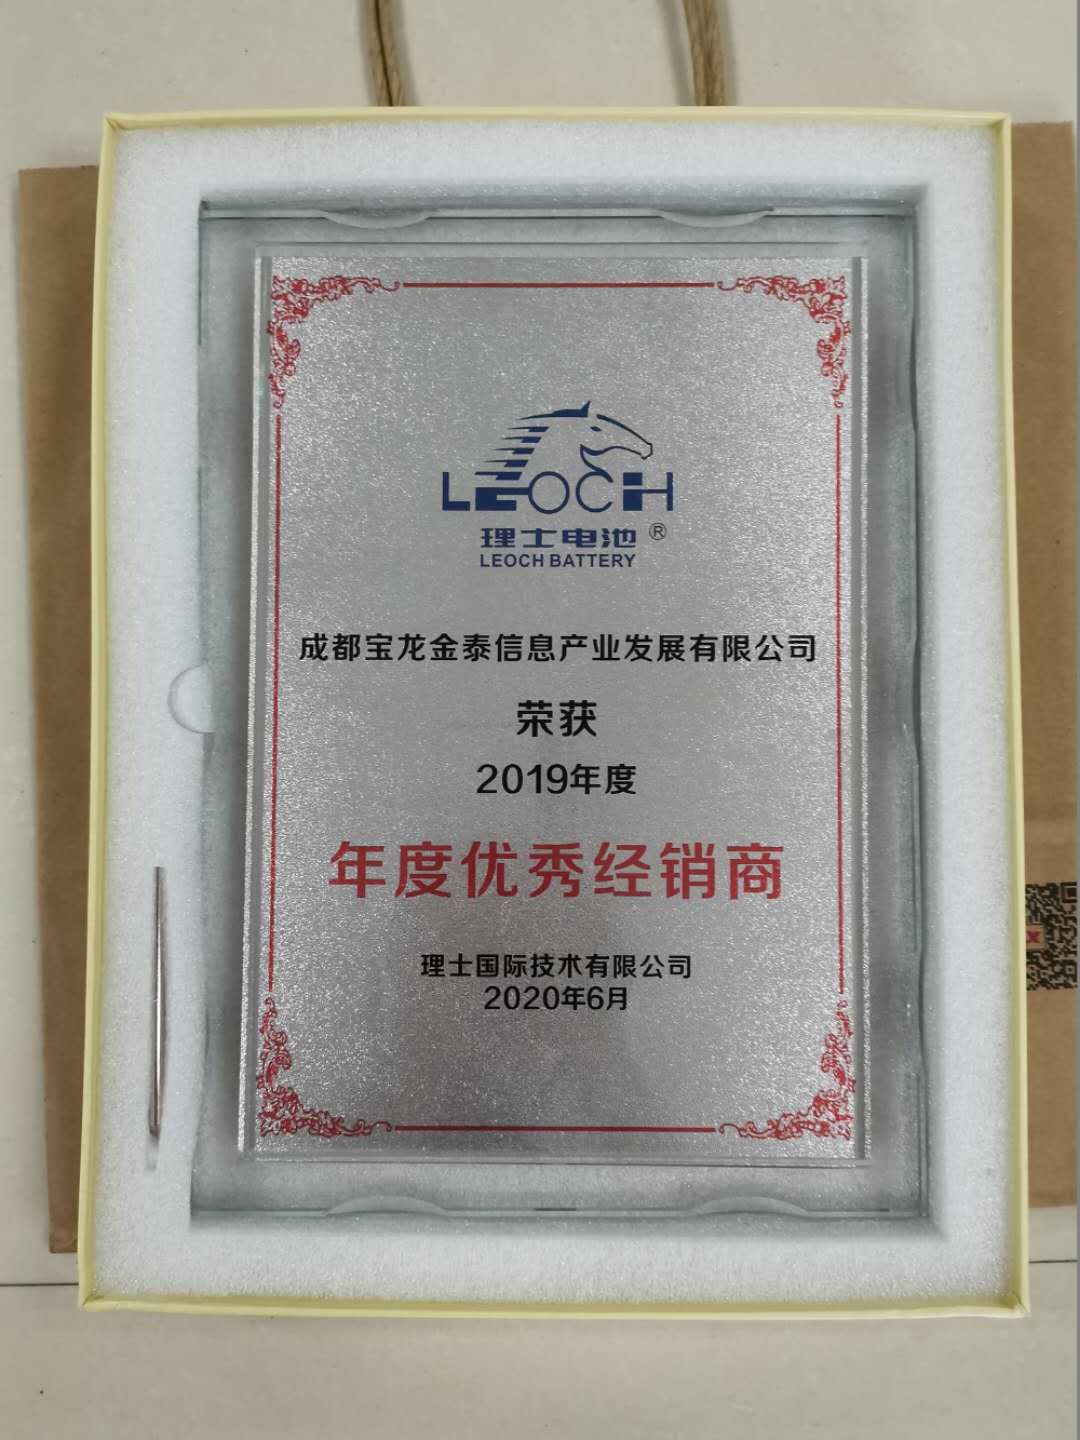 LEOCH
理士电池®
LEOCH BATTERY
成都宝龙金泰信息产业发展有限公司
荣获
2019年度
年度优秀经销商
理士国际技术有限公司
2020年6月